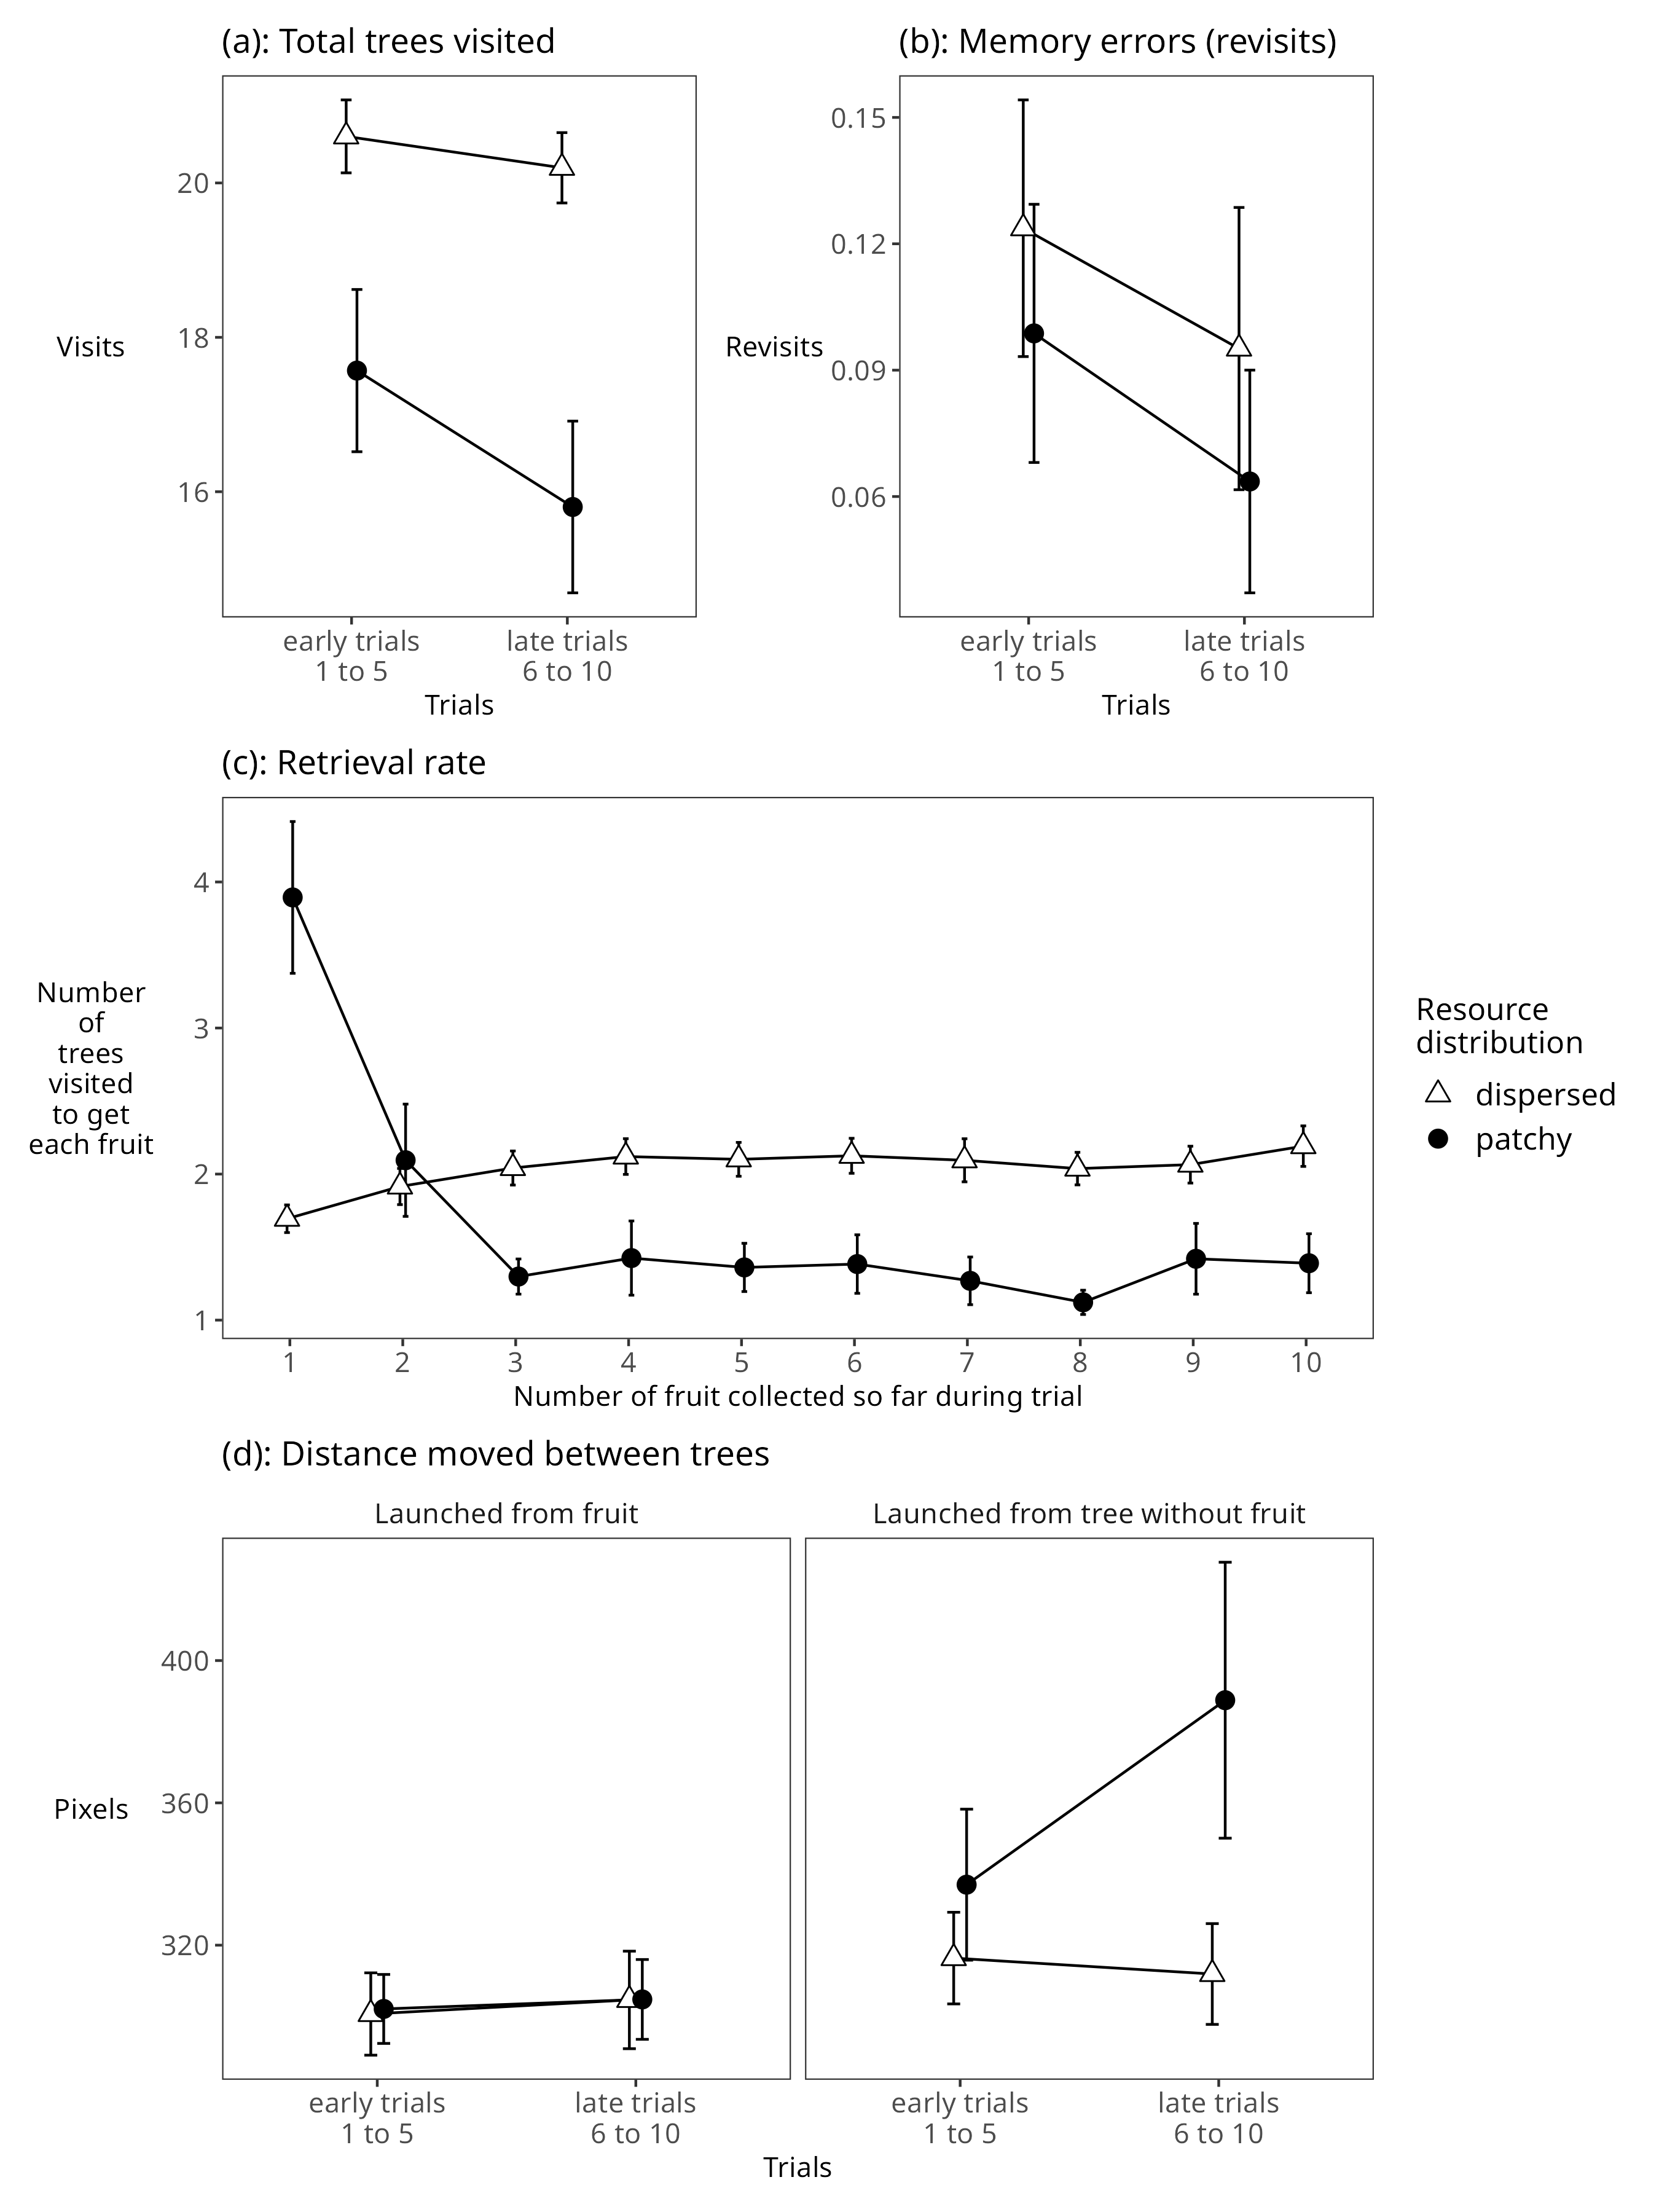 (a): Total trees visited
(b): Memory errors (revisits)
Visits
20
18
16
early trials
1 to 5
late trials
6 to 10
Trials
Revisits
0.15
0.12
0.09
0.06
early trials
1 to 5
late trials
6 to 10
Trials
(c): Retrieval rate
Number
of
trees
visited
to get
each fruit
4
3
2
1
1 2 3 4 5 6 7 8 9 10
Number of fruit collected so far during trial
Resource
distribution
dispersed
patchy
(d): Distance moved between trees
Launched from fruit
Launched from tree without fruit
Pixels
400
360
320
early trials
1 to 5
late trials
6 to 10
early trials
1 to 5
late trials
6 to 10
Trials